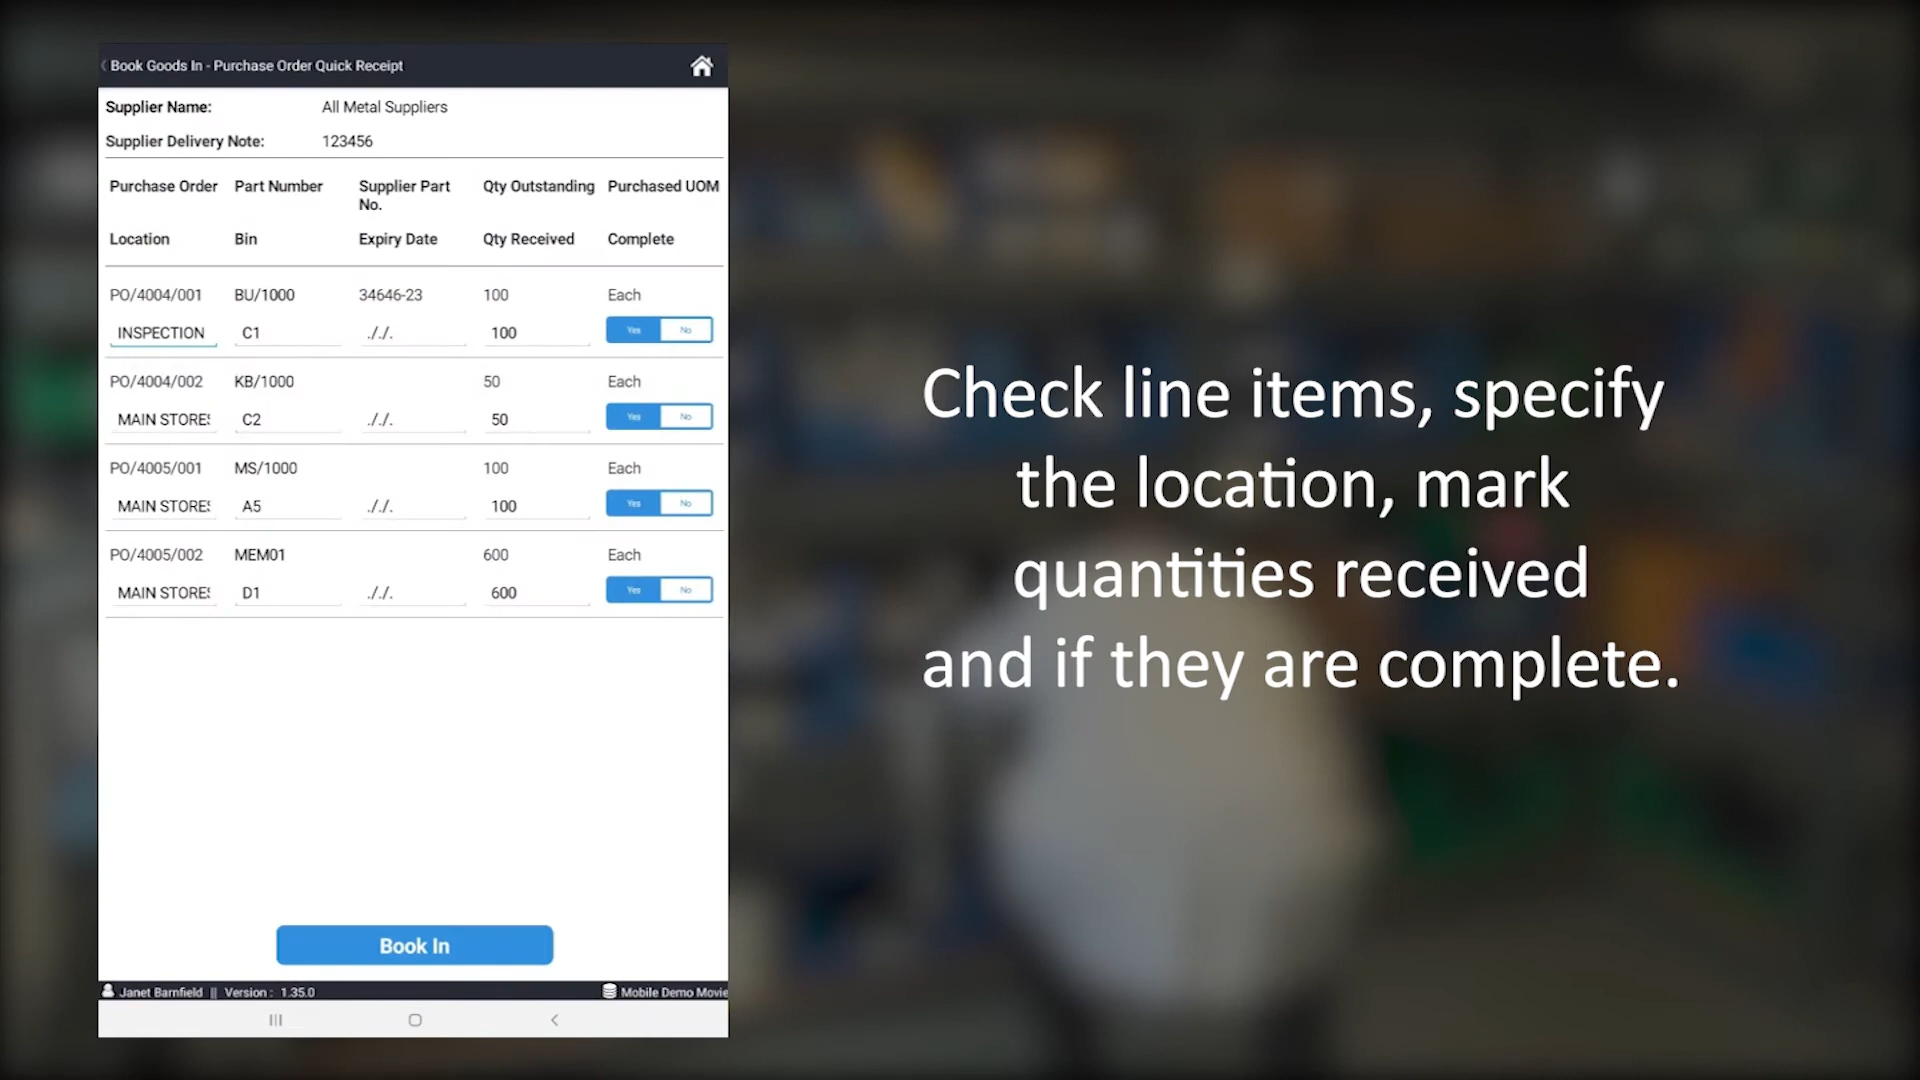 Book Goods In - Purchase Order Quick Receipt
Supplier Name: All Metal Suppliers
Supplier Delivery Note: 123456
Purchase Order Part Number Supplier Part No. Qty Outstanding Purchased UOM
Location Bin Expiry Date Qty Received Complete
PO/4004/001 BU/1000 34646-23 100 Each
INSPECTION C1 ././. 100 Yes No
PO/4004/002 KB/1000 50 Each
MAIN STORES C2 ././. 50 Yes No
PO/4005/001 MS/1000 100 Each
MAIN STORES A5 ././. 100 Yes No
PO/4005/002 MEM01 600 Each
MAIN STORES D1 ././. 600 Yes No
Book In
Janet Barnfield || Version : 1.35.0 Mobile Demo Movie
Check line items, specify
the location, mark
quantities received
and if they are complete.